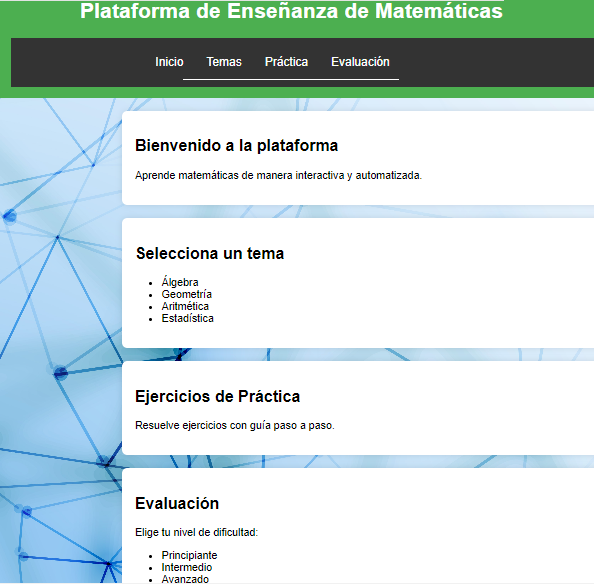 Plataforma de Enseñanza de Matemáticas
Inicio Temas Práctica Evaluación
Bienvenido a la plataforma
Aprende matemáticas de manera interactiva y automatizada.
Selecciona un tema
Álgebra
Geometría
Aritmética
Estadística
Ejercicios de Práctica
Resuelve ejercicios con guía paso a paso.
Evaluación
Elige tu nivel de dificultad:
Principiante
Intermedio
Avanzado